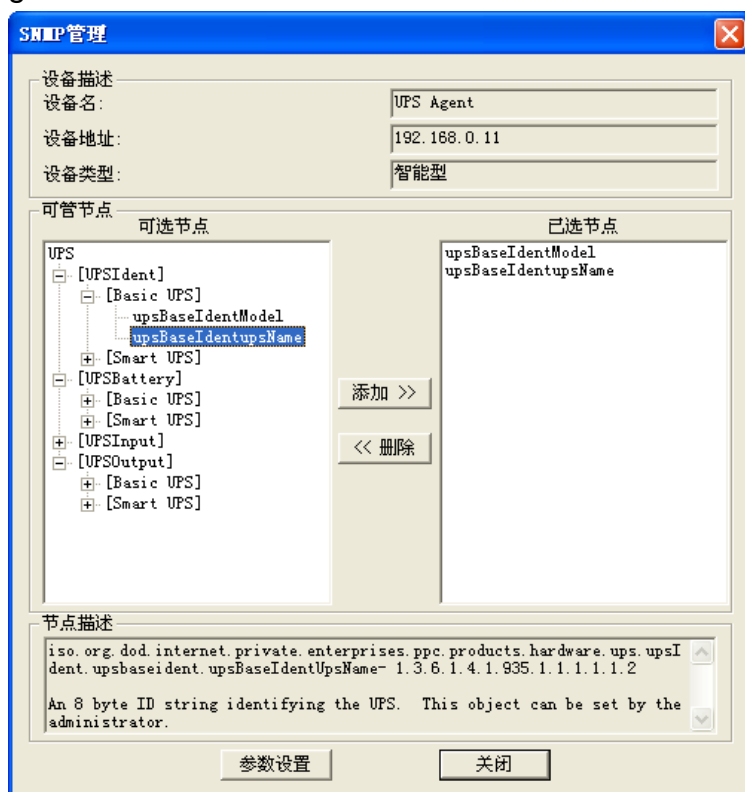 SNMP管理
设备描述
设备名: UPS Agent
设备地址: 192.168.0.11
设备类型: 智能型
可管节点
可选节点
已选节点
UPS
[UPSIdent]
[Basic UPS]
upsBaseIdentModel
upsBaseIdentupsName
[Smart UPS]
[UPSBattery]
[Basic UPS]
[Smart UPS]
[UPSInput]
[UPSOutput]
[Basic UPS]
[Smart UPS]
添加 >>
<< 删除
upsBaseIdentModel
upsBaseIdentupsName
节点描述
iso.org.dod.internet.private.enterprises.ppc.products.hardware.ups.upsI
dent.upsbaseident.upsBaseIdentUpsName- 1.3.6.1.4.1.935.1.1.1.1.1.2
An 8 byte ID string identifying the UPS.  This object can be set by the
administrator.
参数设置
关闭